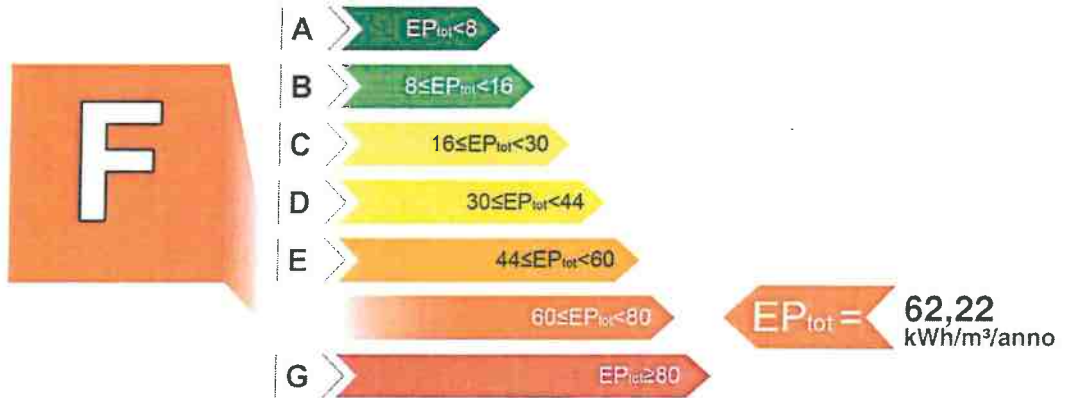 A EPtot<8
B 8≤EPtot<16
F
C 16≤EPtot<30
D 30≤EPtot<44
E 44≤EPtot<60
60≤EPtot<80
EPtot = 62,22
kWh/m³/anno
G EPtot≥80